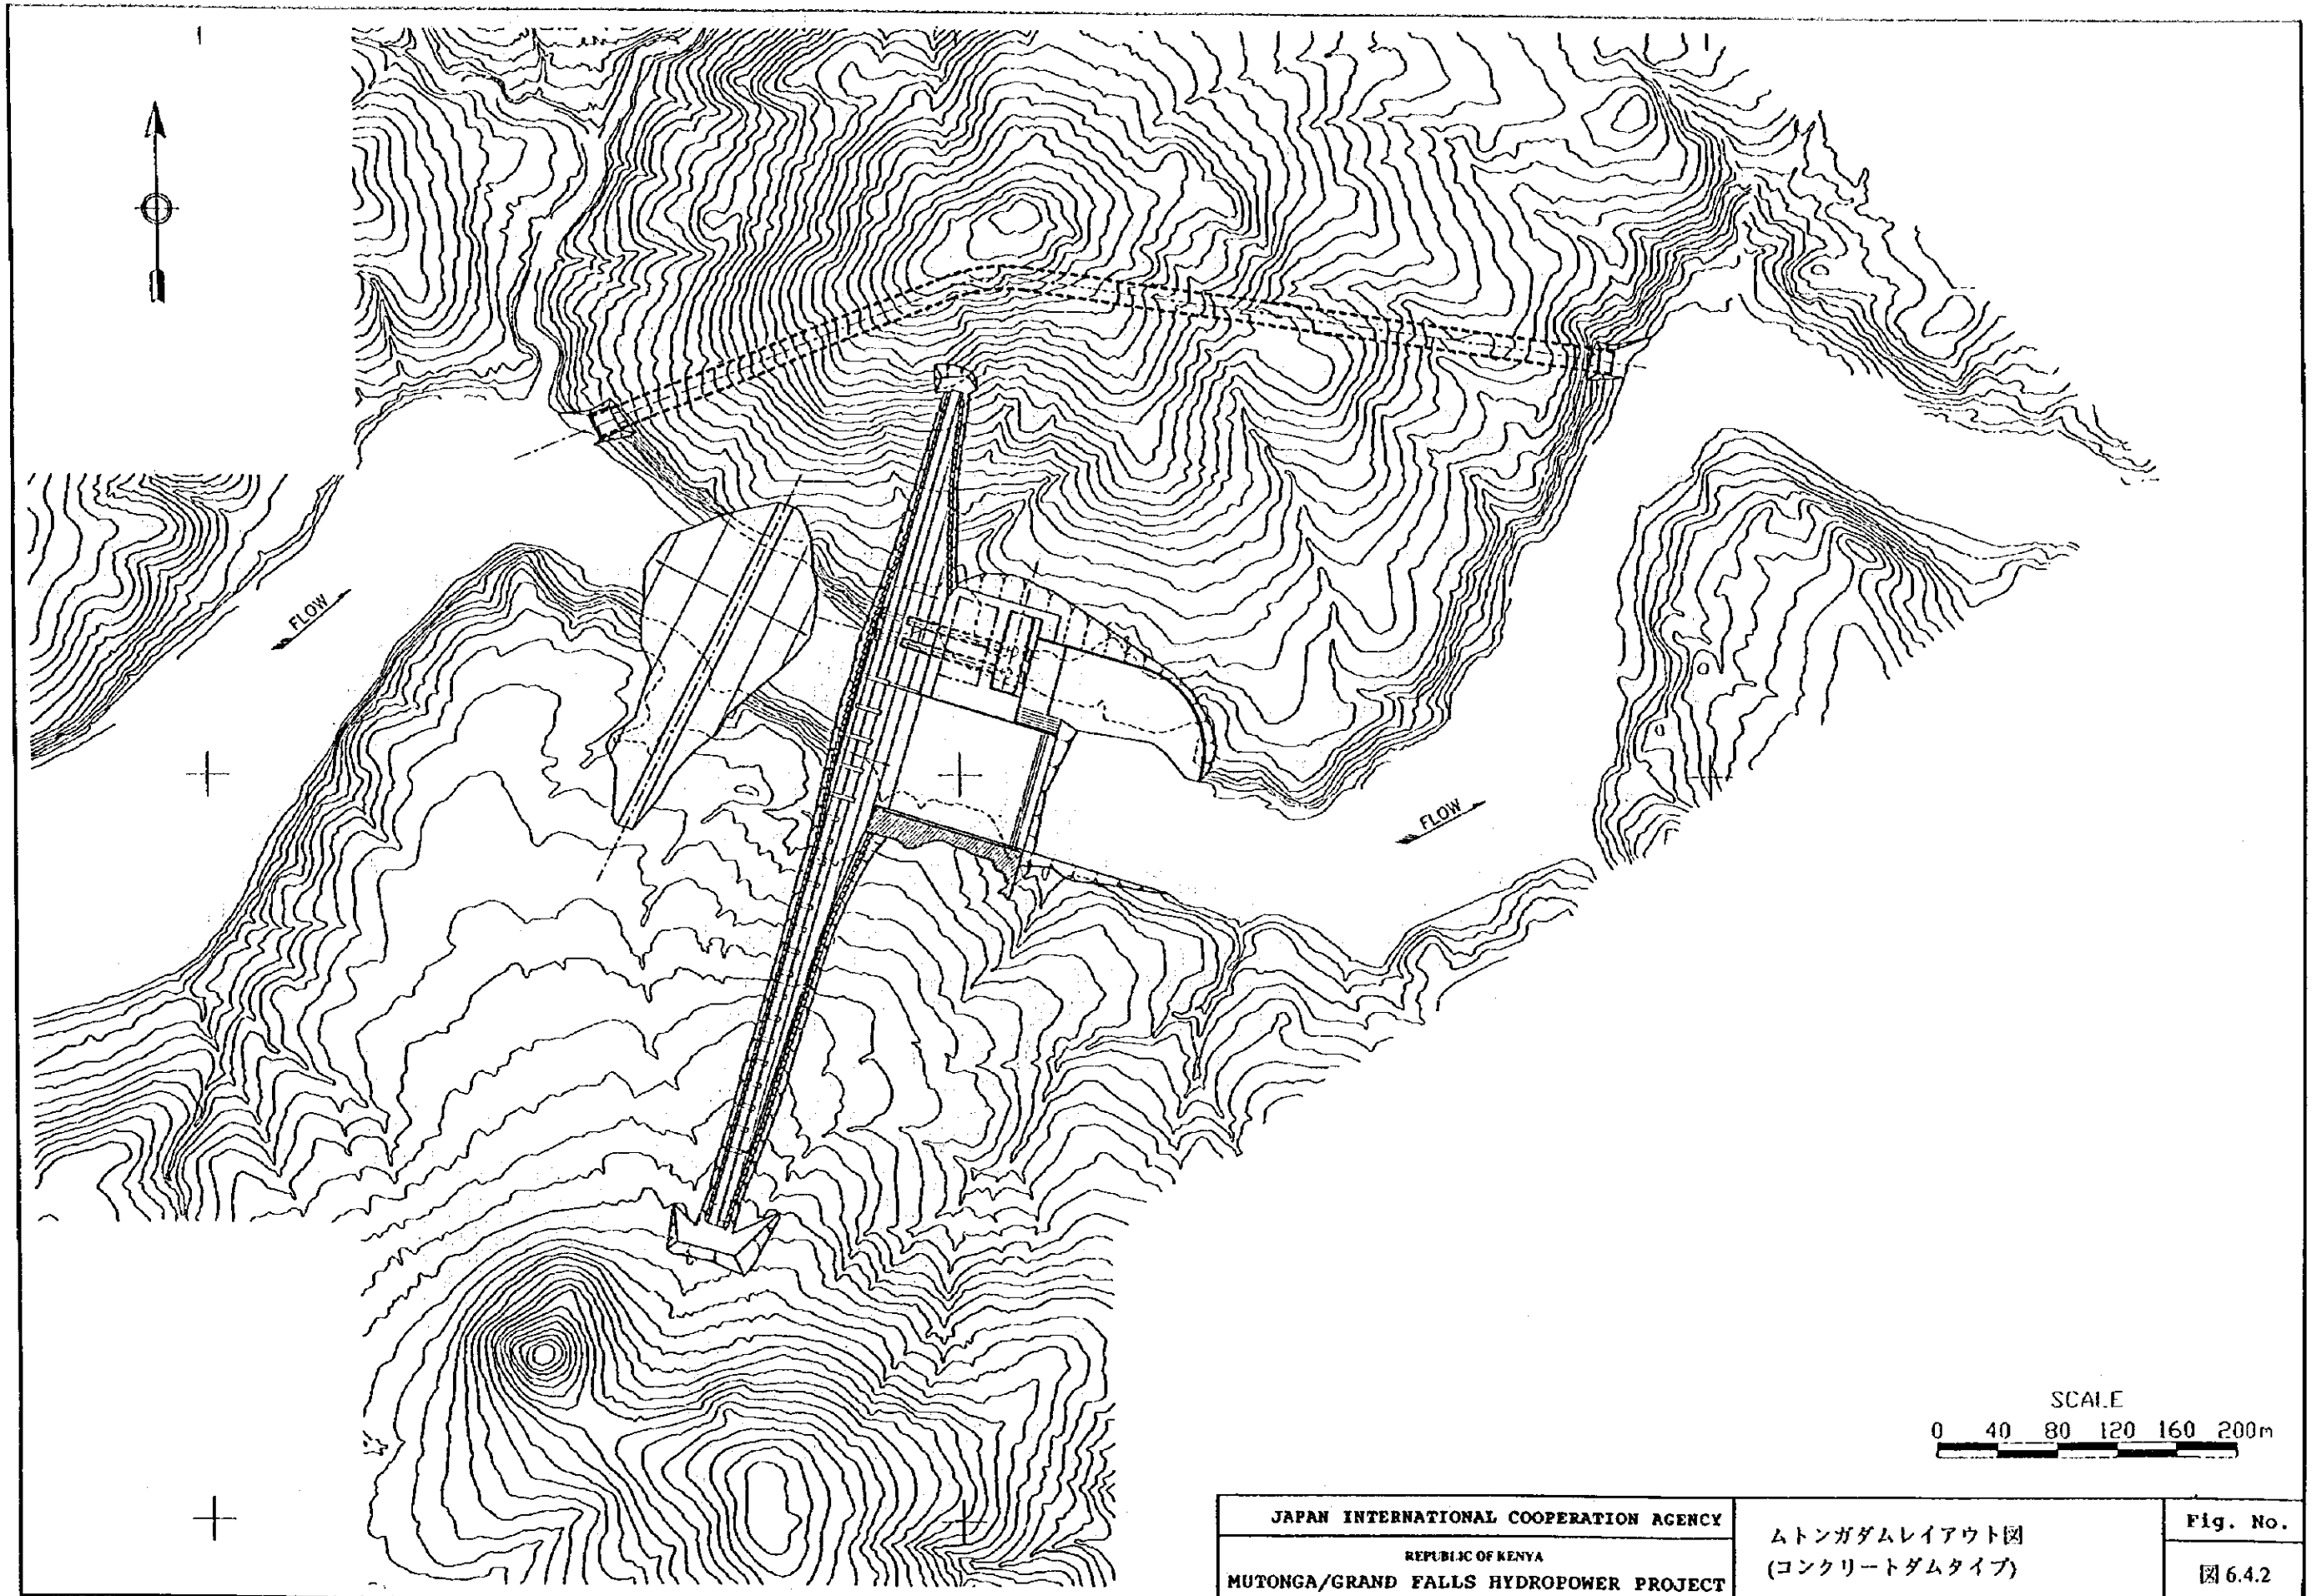 FLOW
FLOW
SCALE
0 40 80 120 160 200m
JAPAN INTERNATIONAL COOPERATION AGENCY
REPUBLIC OF KENYA
MUTONGA/GRAND FALLS HYDROPOWER PROJECT
ムトンガダムレイアウト図
(コンクリートダムタイプ)
Fig. No.
図 6.4.2